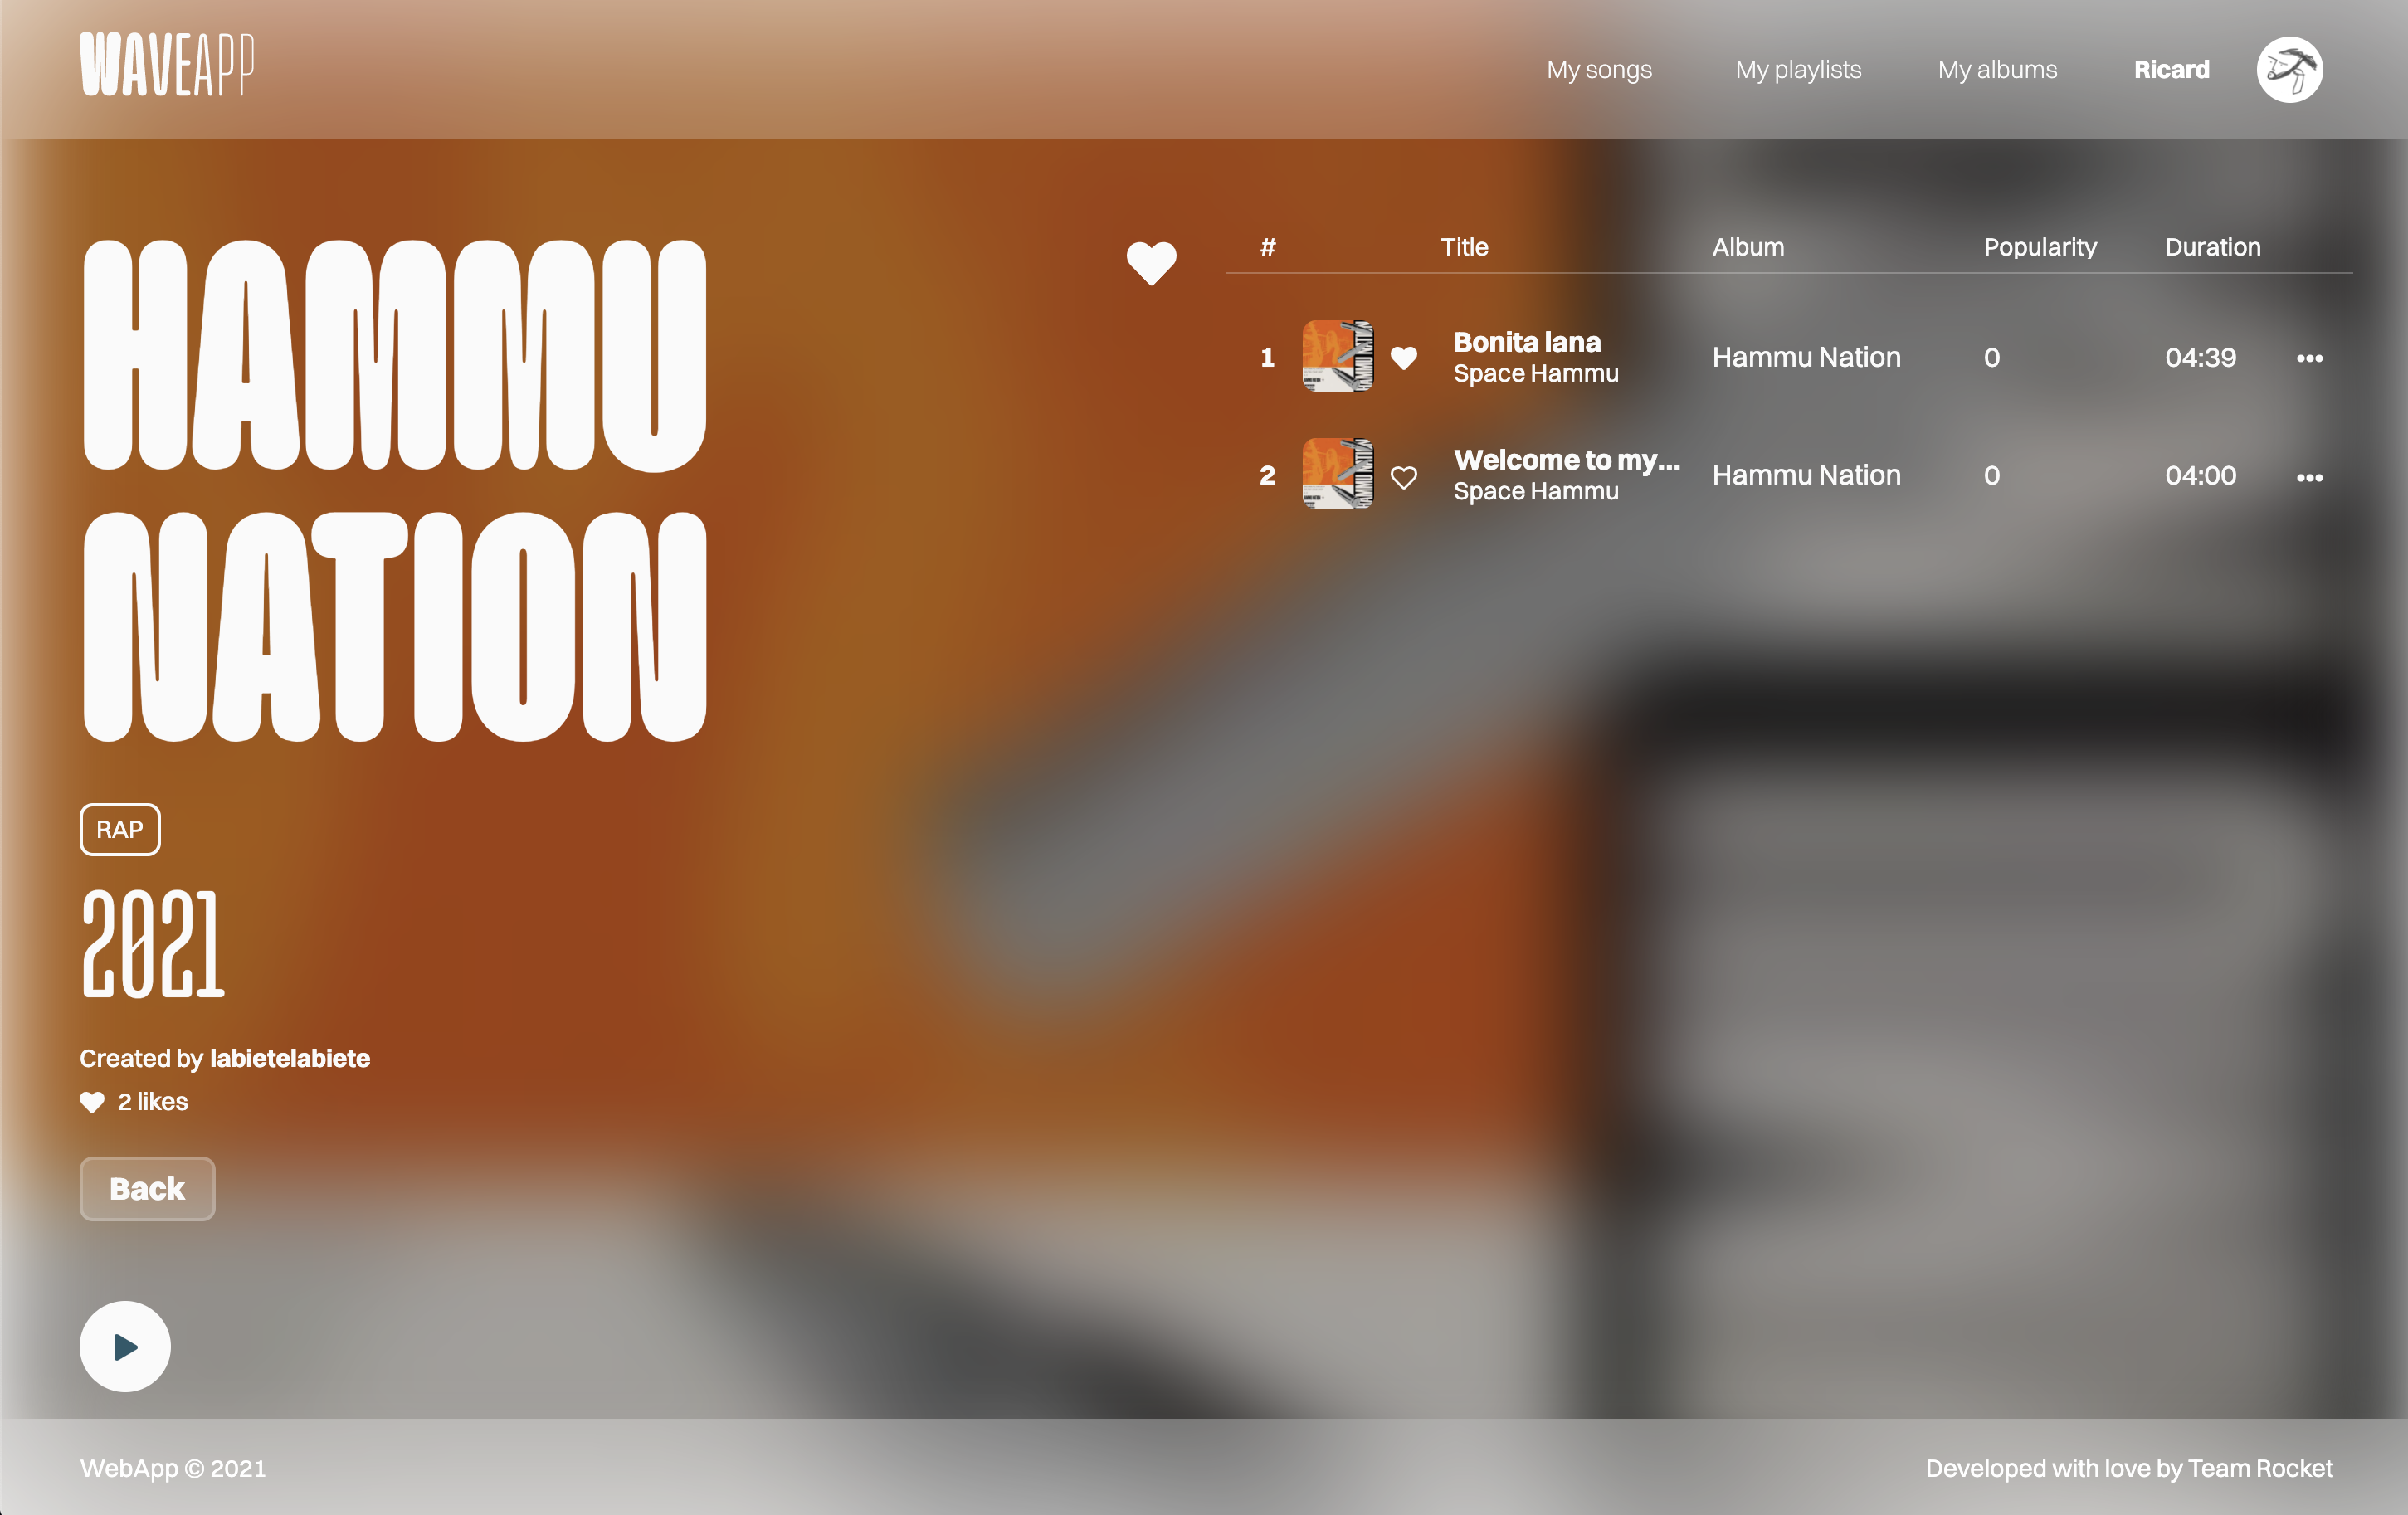 WAVEAPP
My songs My playlists My albums Ricard
HAMMU
NATION
RAP
2021
Created by labietelabiete
2 likes
Back
# Title Album Popularity Duration
1 Bonita lana Hammu Nation 0 04:39
Space Hammu
2 Welcome to my... Hammu Nation 0 04:00
Space Hammu
WebApp © 2021
Developed with love by Team Rocket